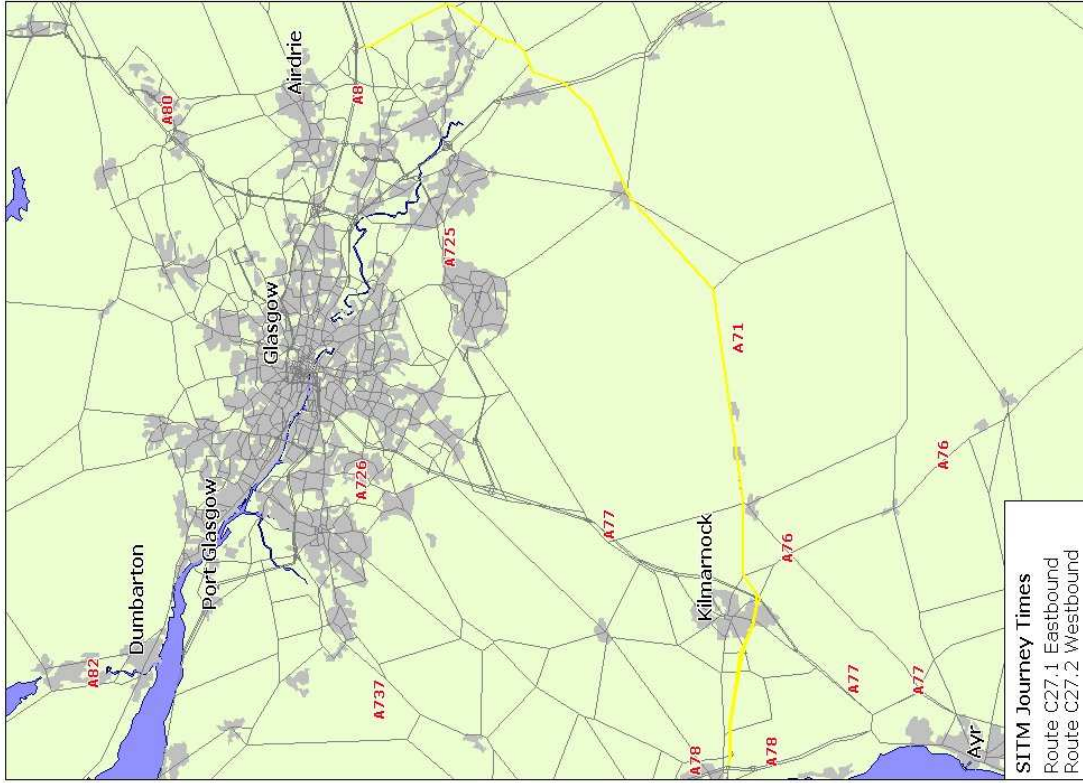 A80
Airdrie
A8
Glasgow
A725
Dumbarton
Port Glasgow
A82
A726
A71
A76
A77
Kilmarnock
A76
A737
A77
A77
A78
A78
Ayr
SITM Journey Times
Route C27.1 Eastbound
Route C27.2 Westbound